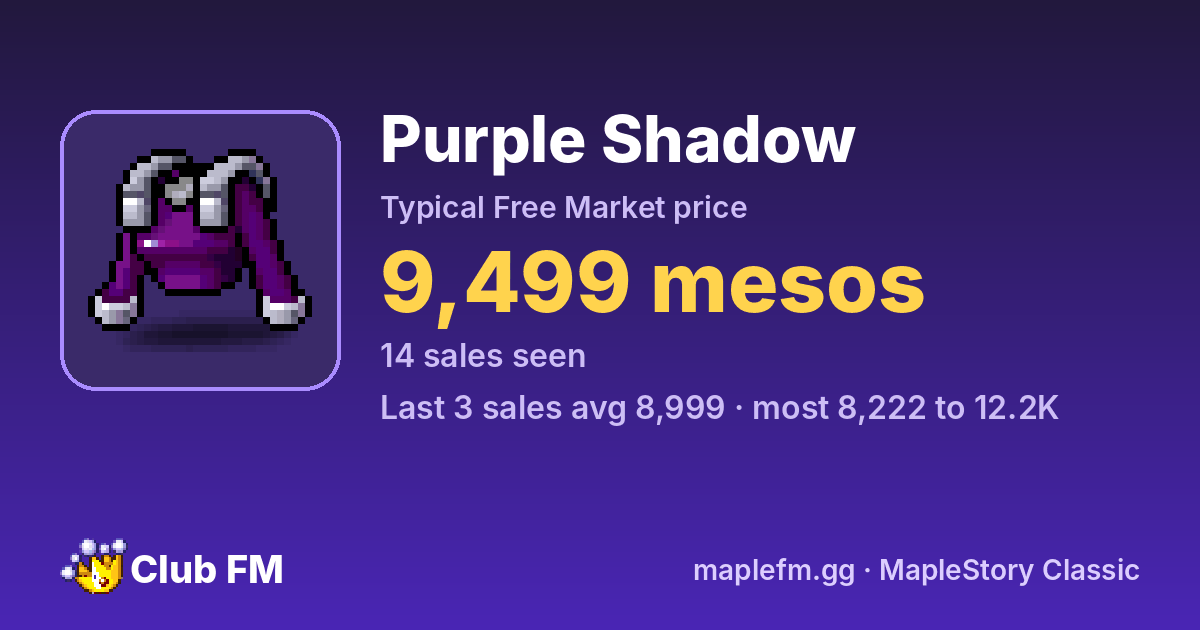 Purple Shadow
Typical Free Market price
9,499 mesos
14 sales seen
Last 3 sales avg 8,999 · most 8,222 to 12.2K
Club FM
maplefm.gg · MapleStory Classic